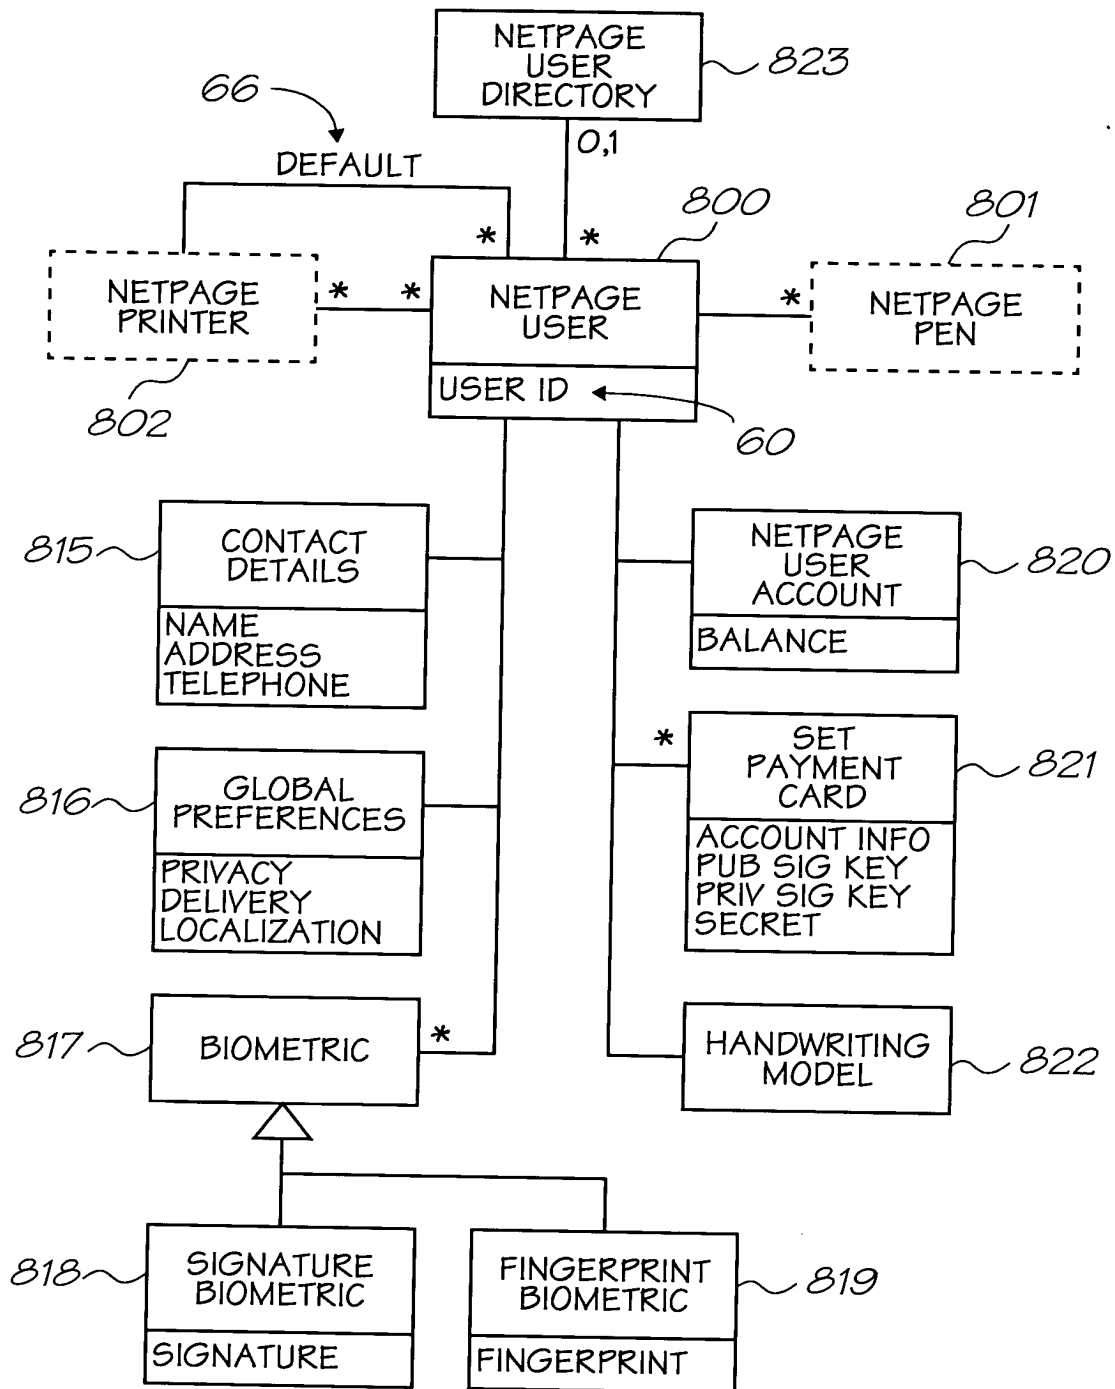 NETPAGE
USER
DIRECTORY
823
66
0,1
DEFAULT
800
801
*
*
NETPAGE
PRINTER
*
*
NETPAGE
USER
*
NETPAGE
PEN
802
USER ID
60
815
CONTACT
DETAILS
NAME
ADDRESS
TELEPHONE
NETPAGE
USER
ACCOUNT
820
BALANCE
816
GLOBAL
PREFERENCES
PRIVACY
DELIVERY
LOCALIZATION
*
SET
PAYMENT
CARD
821
ACCOUNT INFO
PUB SIG KEY
PRIV SIG KEY
SECRET
817
BIOMETRIC
*
HANDWRITING
MODEL
822
818
SIGNATURE
BIOMETRIC
SIGNATURE
FINGERPRINT
BIOMETRIC
819
FINGERPRINT